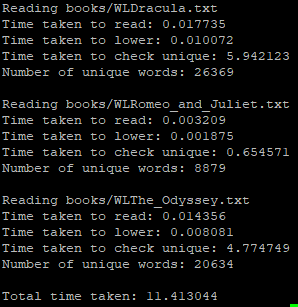 Reading books/WLDracula.txt
Time taken to read: 0.017735
Time taken to lower: 0.010072
Time taken to check unique: 5.942123
Number of unique words: 26369
Reading books/WLRomeo_and_Juliet.txt
Time taken to read: 0.003209
Time taken to lower: 0.001875
Time taken to check unique: 0.654571
Number of unique words: 8879
Reading books/WLThe_Odyssey.txt
Time taken to read: 0.014356
Time taken to lower: 0.008081
Time taken to check unique: 4.774749
Number of unique words: 20634
Total time taken: 11.413044